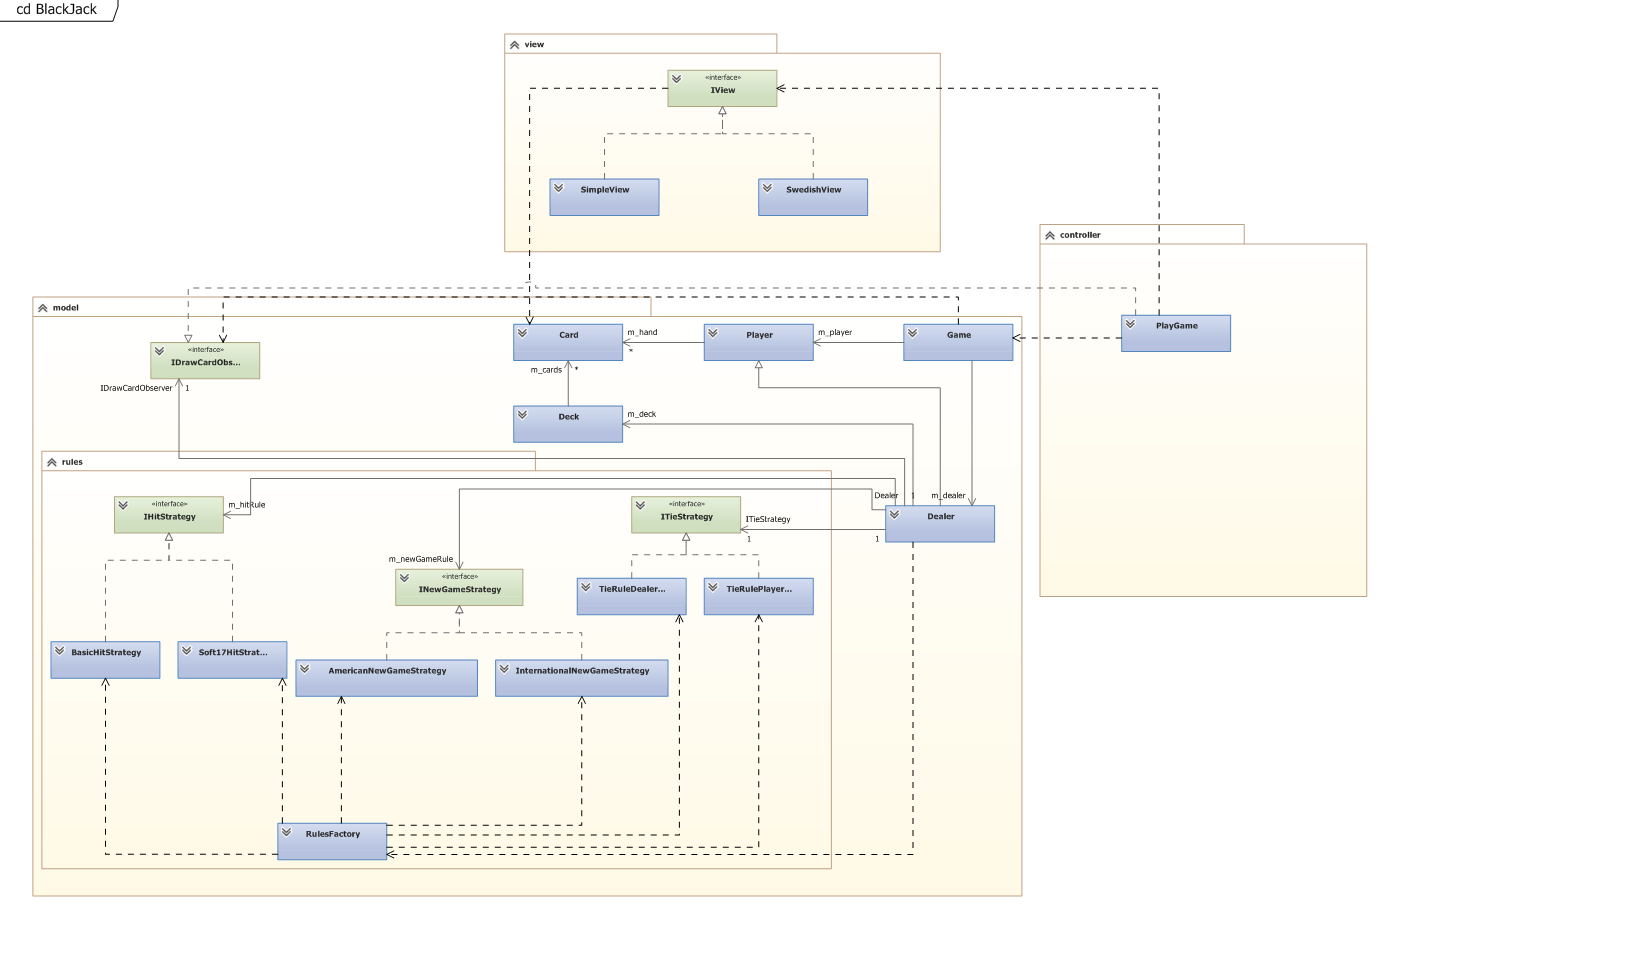 cd BlackJack
view
«interface»
IView
SimpleView
SwedishView
controller
PlayGame
model
«interface»
IDrawCardObs...
IDrawCardObserver
1
Card
m_hand
*
Player
m_player
Game
m_cards
*
Deck
m_deck
rules
«interface»
IHitStrategy
m_hitRule
«interface»
ITieStrategy
ITieStrategy
1
Dealer
1
m_dealer
Dealer
1
m_newGameRule
«interface»
INewGameStrategy
TieRuleDealer...
TieRulePlayer...
BasicHitStrategy
Soft17HitStrat...
AmericanNewGameStrategy
InternationalNewGameStrategy
RulesFactory